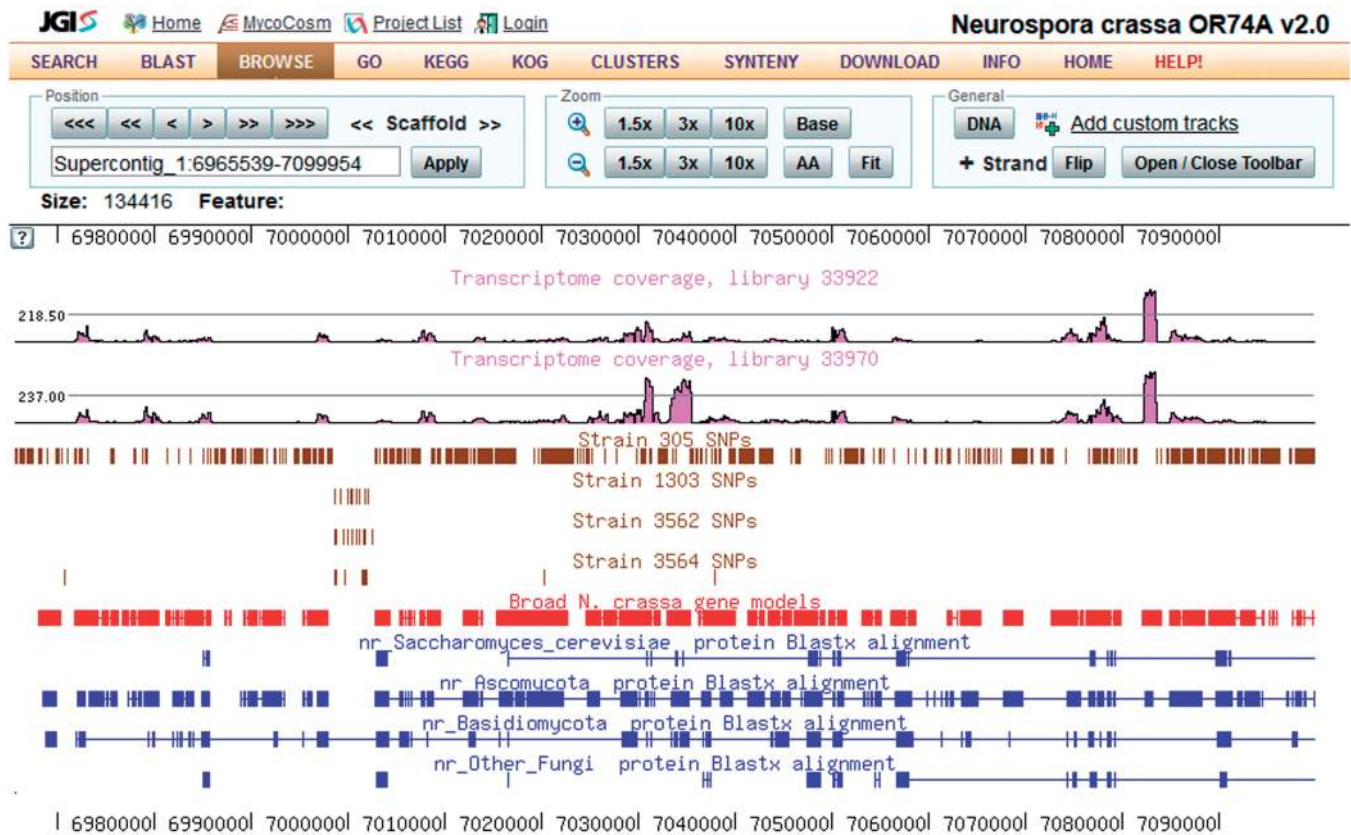 JGI Home MycoCosm Project List Login Neurospora crassa OR74A v2.0
SEARCH BLAST BROWSE GO KEGG KOG CLUSTERS SYNTENY DOWNLOAD INFO HOME HELP!
Position Zoom General
<<< << < > >> >>> << Scaffold >> 1.5x 3x 10x Base DNA Add custom tracks
Supercontig_1:6965539-7099954 Apply 1.5x 3x 10x AA Fit + Strand Flip Open / Close Toolbar
Size: 134416 Feature:
? 6980000 6990000 7000000 7010000 7020000 7030000 7040000 7050000 7060000 7070000 7080000 7090000
Transcriptome coverage, library 33922
218.50
Transcriptome coverage, library 33970
237.00
Strain 305 SNPs
Strain 1303 SNPs
Strain 3562 SNPs
Strain 3564 SNPs
Broad N. crassa gene models
nr_Saccharomyces_cerevisiae protein Blastx alignment
nr_Ascomycota protein Blastx alignment
nr_Basidiomycota protein Blastx alignment
nr_Other_Fungi protein Blastx alignment
6980000 6990000 7000000 7010000 7020000 7030000 7040000 7050000 7060000 7070000 7080000 7090000